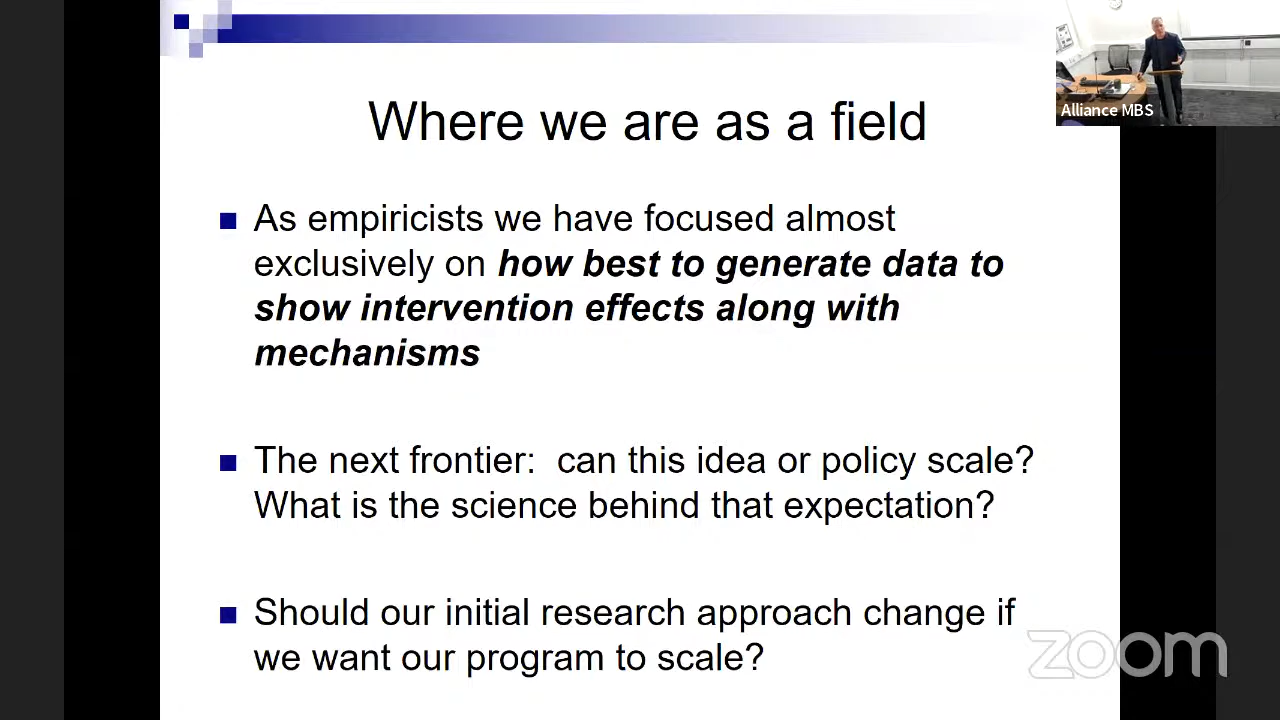 Where we are as a field
Alliance MBS
As empiricists we have focused almost
exclusively on how best to generate data to
show intervention effects along with
mechanisms
The next frontier:  can this idea or policy scale?
What is the science behind that expectation?
Should our initial research approach change if
we want our program to scale?
zoom